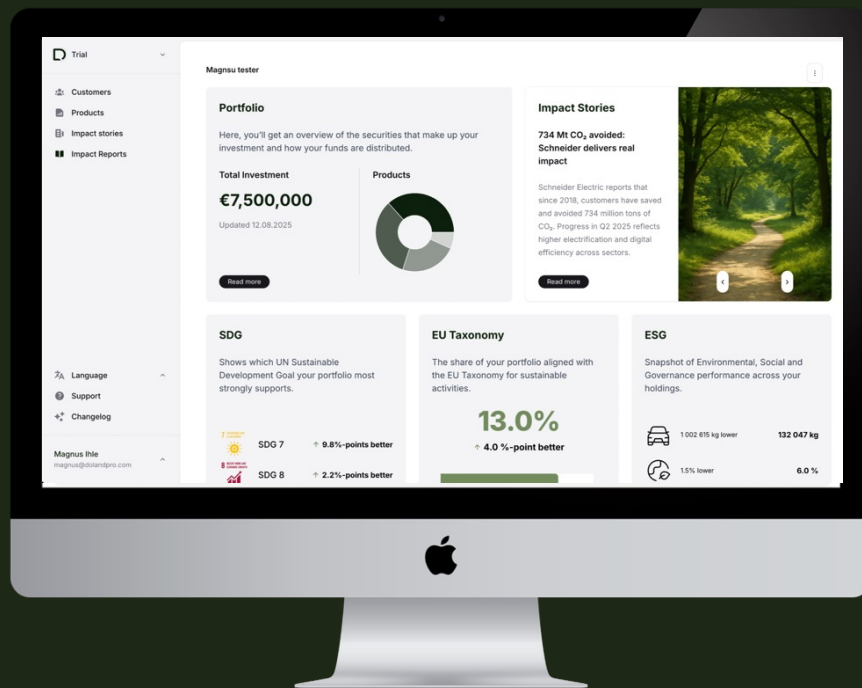 Trial
Customers
Products
Impact stories
Impact Reports
Language
Support
Changelog
Magnus Ihle
magnus@dolandpro.com
Magnsu tester
Portfolio
Here, you'll get an overview of the securities that make up your
investment and how your funds are distributed.
Total Investment
€7,500,000
Updated 12.08.2025
Read more
Products
Impact Stories
734 Mt CO₂ avoided:
Schneider delivers real
impact
Schneider Electric reports that
since 2018, customers have saved
and avoided 734 million tons of
CO₂. Progress in Q2 2025 reflects
higher electrification and digital
efficiency across sectors.
Read more
SDG
Shows which UN Sustainable
Development Goal your portfolio most
strongly supports.
7
SDG 7
↑ 9.8%-points better
8
SDG 8
↑ 2.2%-points better
EU Taxonomy
The share of your portfolio aligned with
the EU Taxonomy for sustainable
activities.
13.0%
↑ 4.0 %-point better
ESG
Snapshot of Environmental, Social and
Governance performance across your
holdings.
1 002 615 kg lower
132 047 kg
1.5% lower
6.0 %